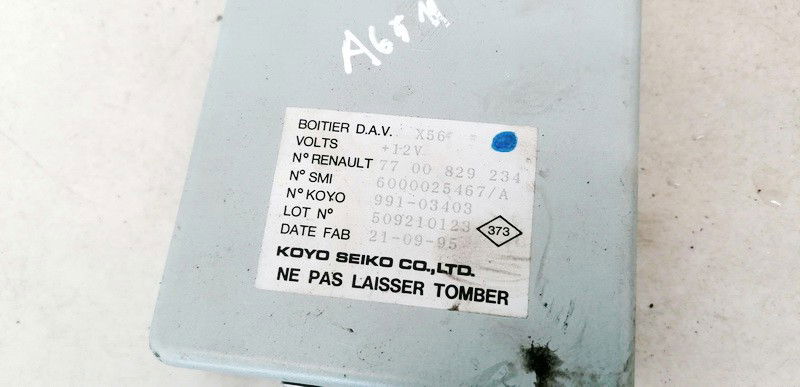 BOITIER D.A.V. X56
VOLTS +12V
N° RENAULT 77 00 829 234
N° SMI 6000025467/A
N° KOYO 991-03403
LOT N° 509210123
DATE FAB 21-09-95
373
KOYO SEIKO CO.,LTD.
NE PAS LAISSER TOMBER